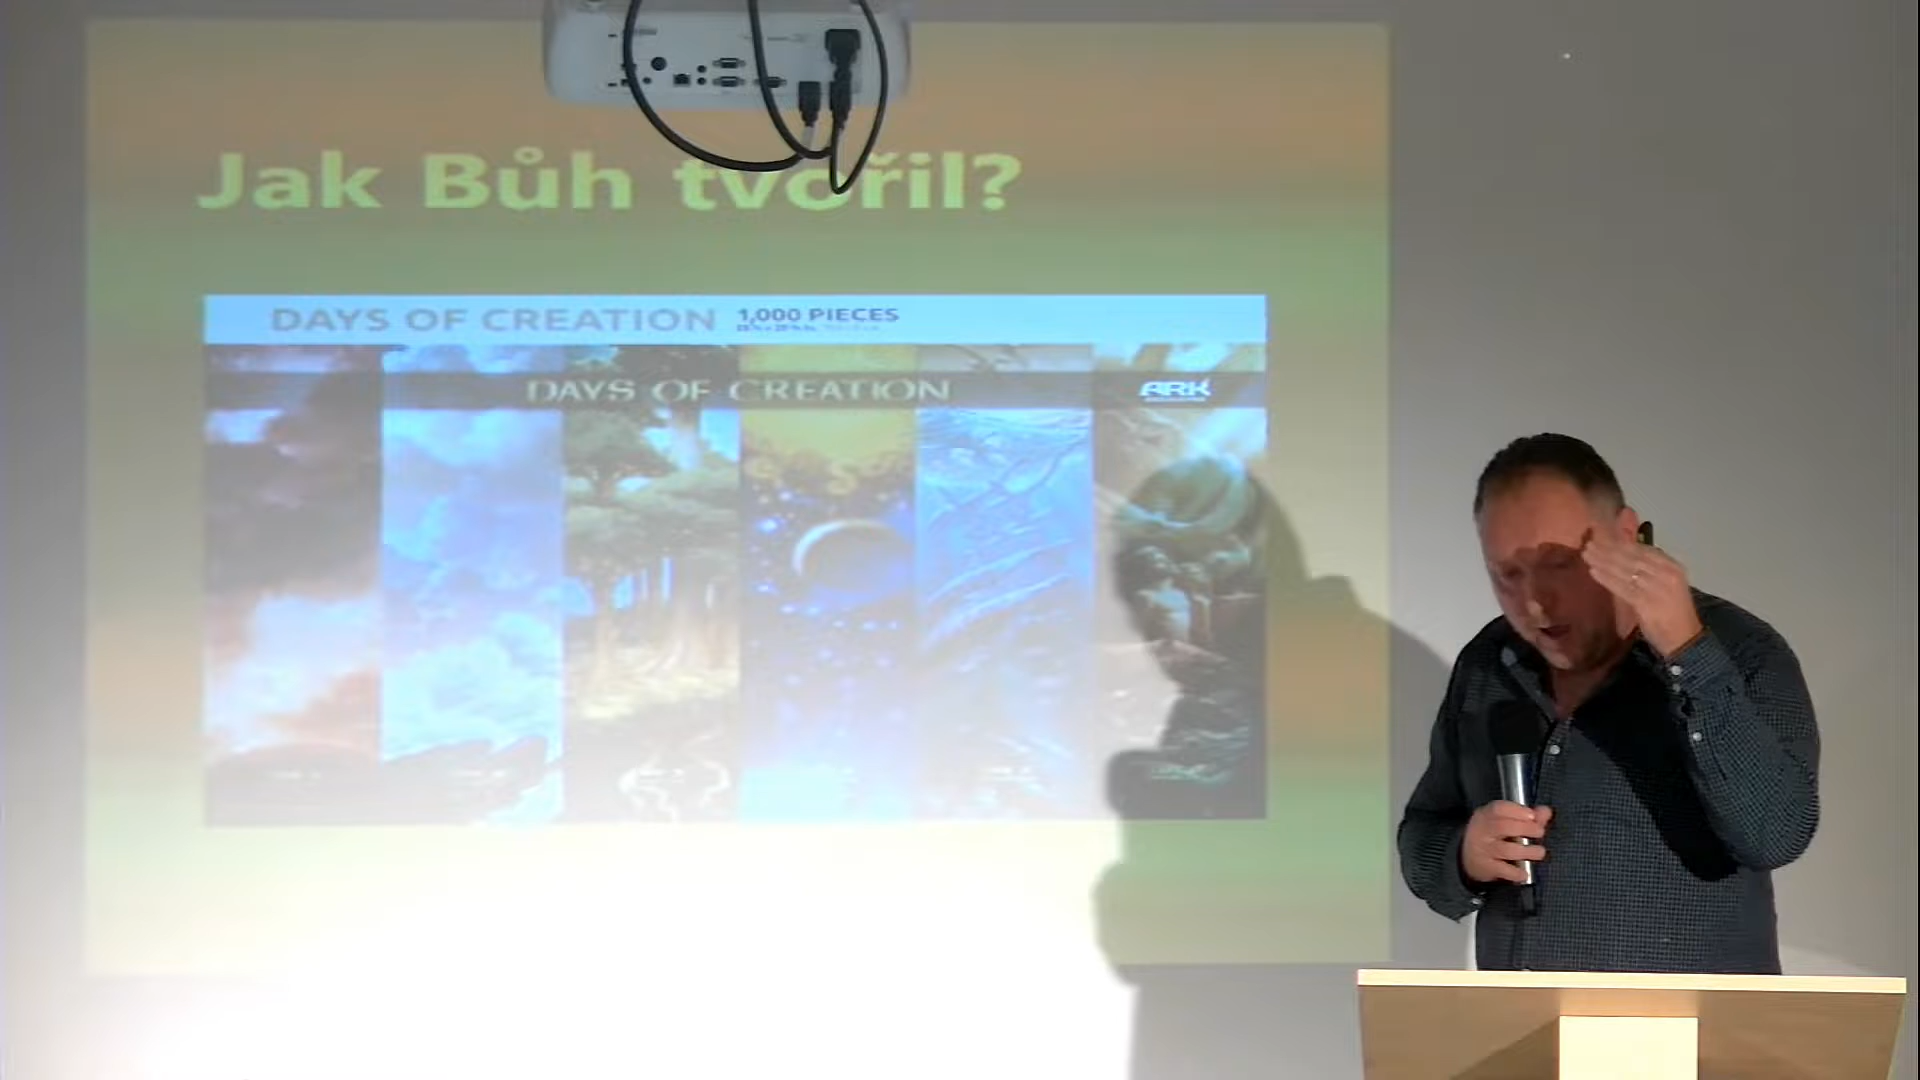 Jak Bůh tvořil?
DAYS OF CREATION 1,000 PIECES
DAYS OF CREATION
ARK